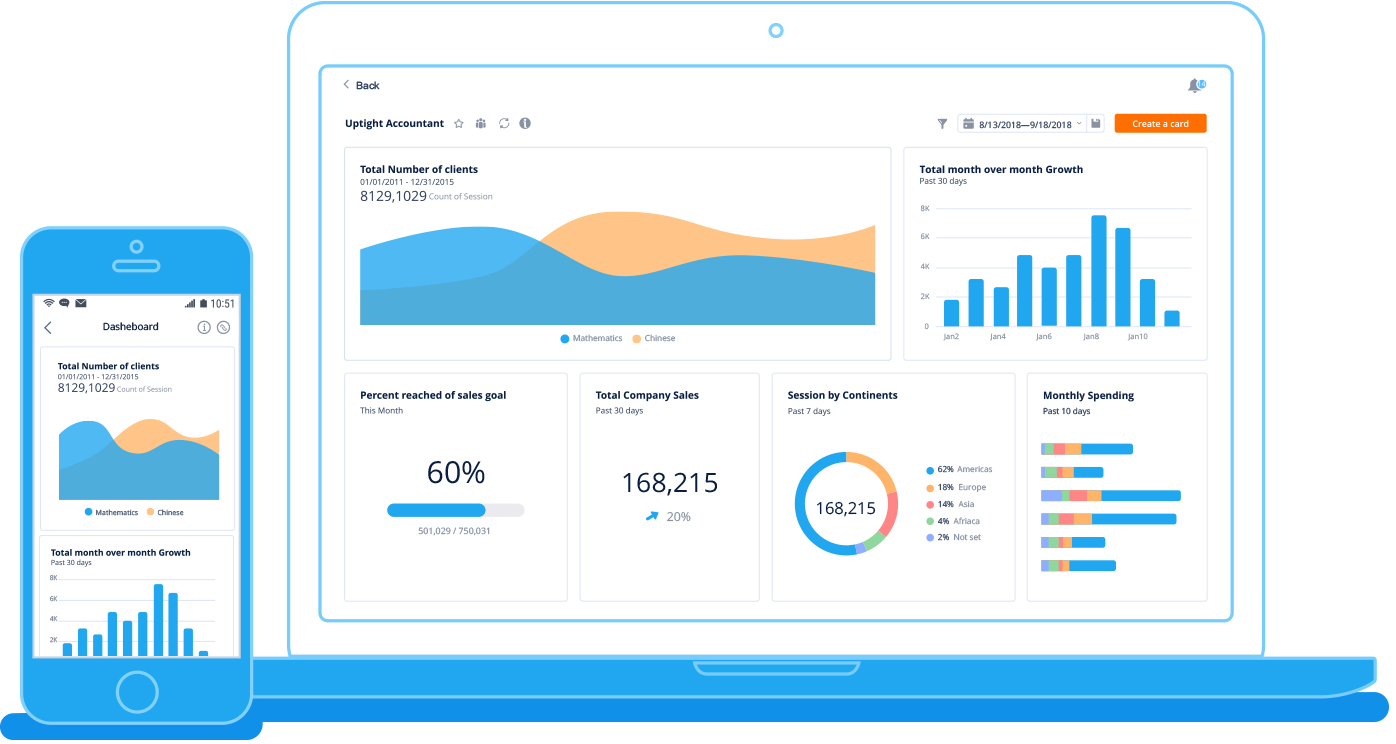 Back
Uptight Accountant
8/13/2018—9/18/2018
Create a card
Total Number of clients
01/01/2011 - 12/31/2015
8129,1029 Count of Session
Mathematics Chinese
Total month over month Growth
Past 30 days
8K
6K
4K
2K
0
Jan2 Jan4 Jan6 Jan8 Jan10
Percent reached of sales goal
This Month
60%
501,029 / 750,031
Total Company Sales
Past 30 days
168,215
20%
Session by Continents
Past 7 days
168,215
62% Americas
18% Europe
14% Asia
4% Afriaca
2% Not set
Monthly Spending
Past 10 days
10:51
Dasheboard
Total Number of clients
01/01/2011 - 12/31/2015
8129,1029 Count of Session
Mathematics Chinese
Total month over month Growth
Past 30 days
8K
6K
4K
2K